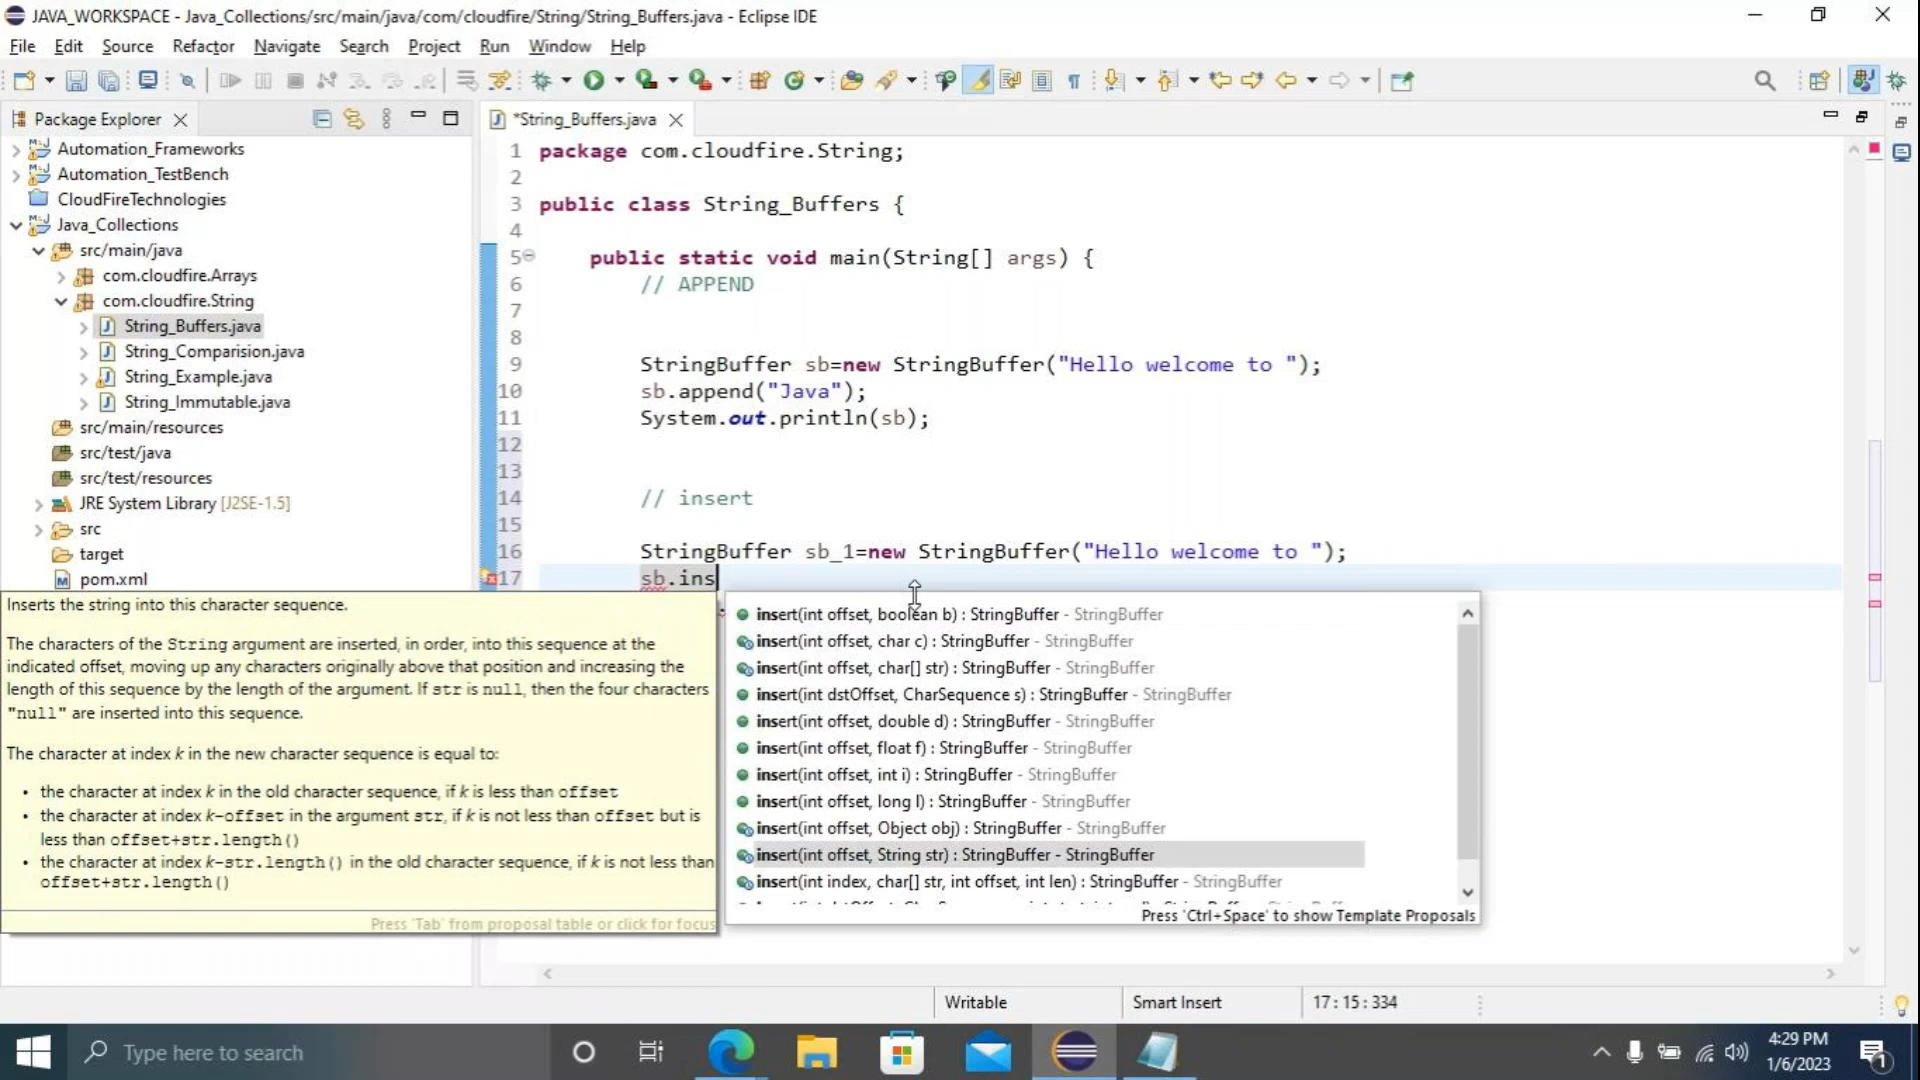 JAVA_WORKSPACE - Java_Collections/src/main/java/com/cloudfire/String/String_Buffers.java - Eclipse IDE
File Edit Source Refactor Navigate Search Project Run Window Help
Package Explorer
*String_Buffers.java
Automation_Frameworks
Automation_TestBench
CloudFireTechnologies
Java_Collections
src/main/java
com.cloudfire.Arrays
com.cloudfire.String
String_Buffers.java
String_Comparision.java
String_Example.java
String_Immutable.java
src/main/resources
src/test/java
src/test/resources
JRE System Library [J2SE-1.5]
src
target
pom.xml
1 package com.cloudfire.String;
2
3 public class String_Buffers {
4
5 public static void main(String[] args) {
6 // APPEND
7
8
9 StringBuffer sb=new StringBuffer("Hello welcome to ");
10 sb.append("Java");
11 System.out.println(sb);
12
13
14 // insert
15
16 StringBuffer sb_1=new StringBuffer("Hello welcome to ");
17 sb.ins
Inserts the string into this character sequence.
The characters of the String argument are inserted, in order, into this sequence at the
indicated offset, moving up any characters originally above that position and increasing the
length of this sequence by the length of the argument. If str is null, then the four characters
"null" are inserted into this sequence.
The character at index k in the new character sequence is equal to:
• the character at index k in the old character sequence, if k is less than offset
• the character at index k-offset in the argument str, if k is not less than offset but is
less than offset+str.length()
• the character at index k-str.length() in the old character sequence, if k is not less than
offset+str.length()
Press 'Tab' from proposal table or click for focus
insert(int offset, boolean b) : StringBuffer - StringBuffer
insert(int offset, char c) : StringBuffer - StringBuffer
insert(int offset, char[] str) : StringBuffer - StringBuffer
insert(int dstOffset, CharSequence s) : StringBuffer - StringBuffer
insert(int offset, double d) : StringBuffer - StringBuffer
insert(int offset, float f) : StringBuffer - StringBuffer
insert(int offset, int i) : StringBuffer - StringBuffer
insert(int offset, long l) : StringBuffer - StringBuffer
insert(int offset, Object obj) : StringBuffer - StringBuffer
insert(int offset, String str) : StringBuffer - StringBuffer
insert(int index, char[] str, int offset, int len) : StringBuffer - StringBuffer
Press 'Ctrl+Space' to show Template Proposals
Writable
Smart Insert
17 : 15 : 334
Type here to search
4:29 PM
1/6/2023
1